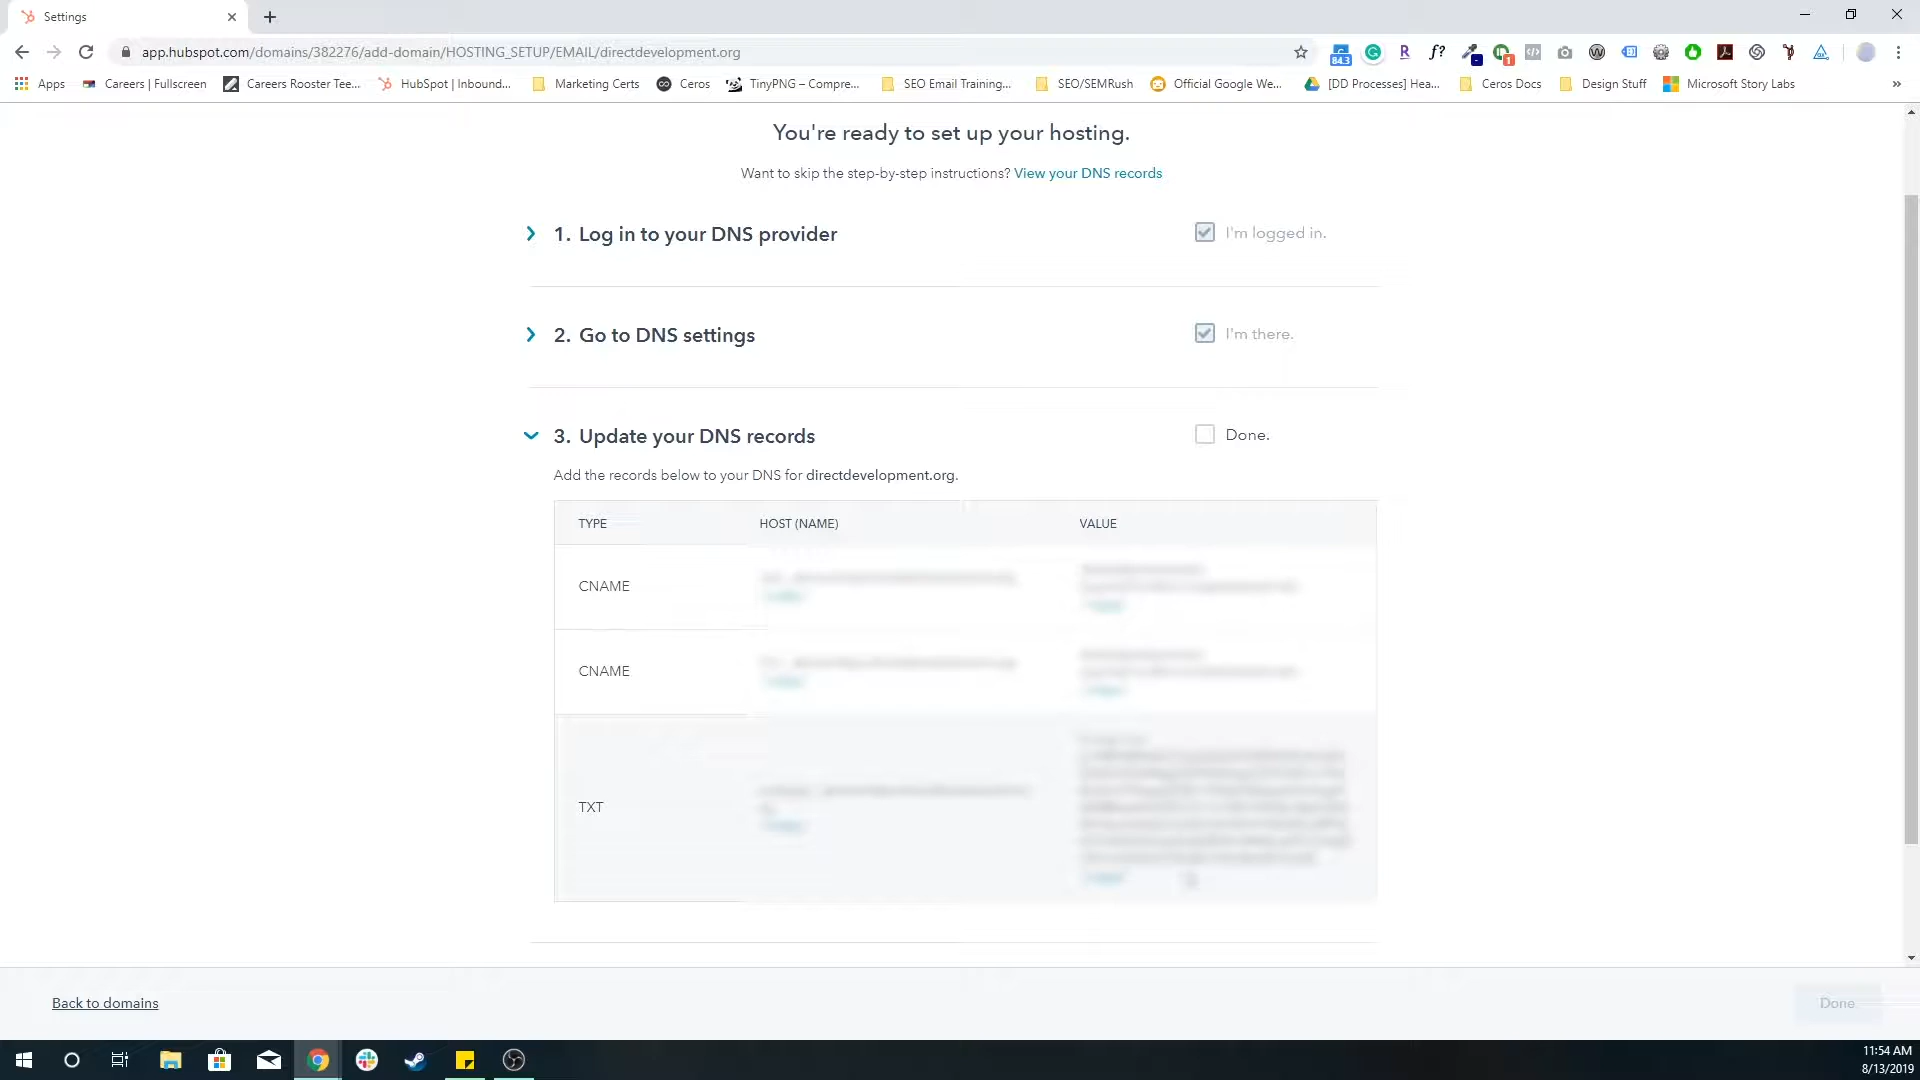 Settings
app.hubspot.com/domains/382276/add-domain/HOSTING_SETUP/EMAIL/directdevelopment.org
84.3
R
f?
1
Apps
Careers | Fullscreen
Careers Rooster Tee...
HubSpot | Inbound...
Marketing Certs
Ceros
TinyPNG – Compre...
SEO Email Training...
SEO/SEMRush
Official Google We...
[DD Processes] Hea...
Ceros Docs
Design Stuff
Microsoft Story Labs
»
You're ready to set up your hosting.
Want to skip the step-by-step instructions? View your DNS records
1. Log in to your DNS provider
I'm logged in.
2. Go to DNS settings
I'm there.
3. Update your DNS records
Done.
Add the records below to your DNS for directdevelopment.org.
TYPE
HOST (NAME)
VALUE
CNAME
CNAME
TXT
Back to domains
Done
11:54 AM
8/13/2019